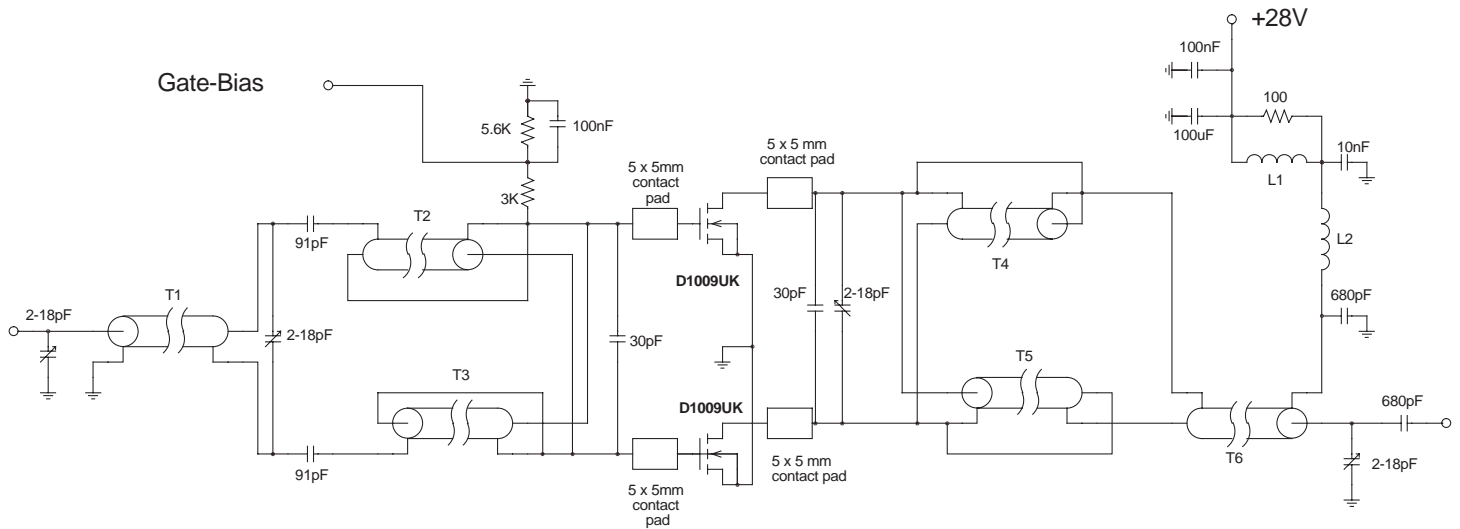 +28V
100nF
Gate-Bias
100
5.6K
100nF
100uF
10nF
5 x 5 mm
contact pad
5 x 5mm
contact
pad
L1
3K
T2
91pF
L2
T4
D1009UK
T1
2-18pF
2-18pF
30pF
30pF
2-18pF
680pF
T3
T5
D1009UK
680pF
91pF
5 x 5 mm
contact pad
T6
2-18pF
5 x 5mm
contact
pad